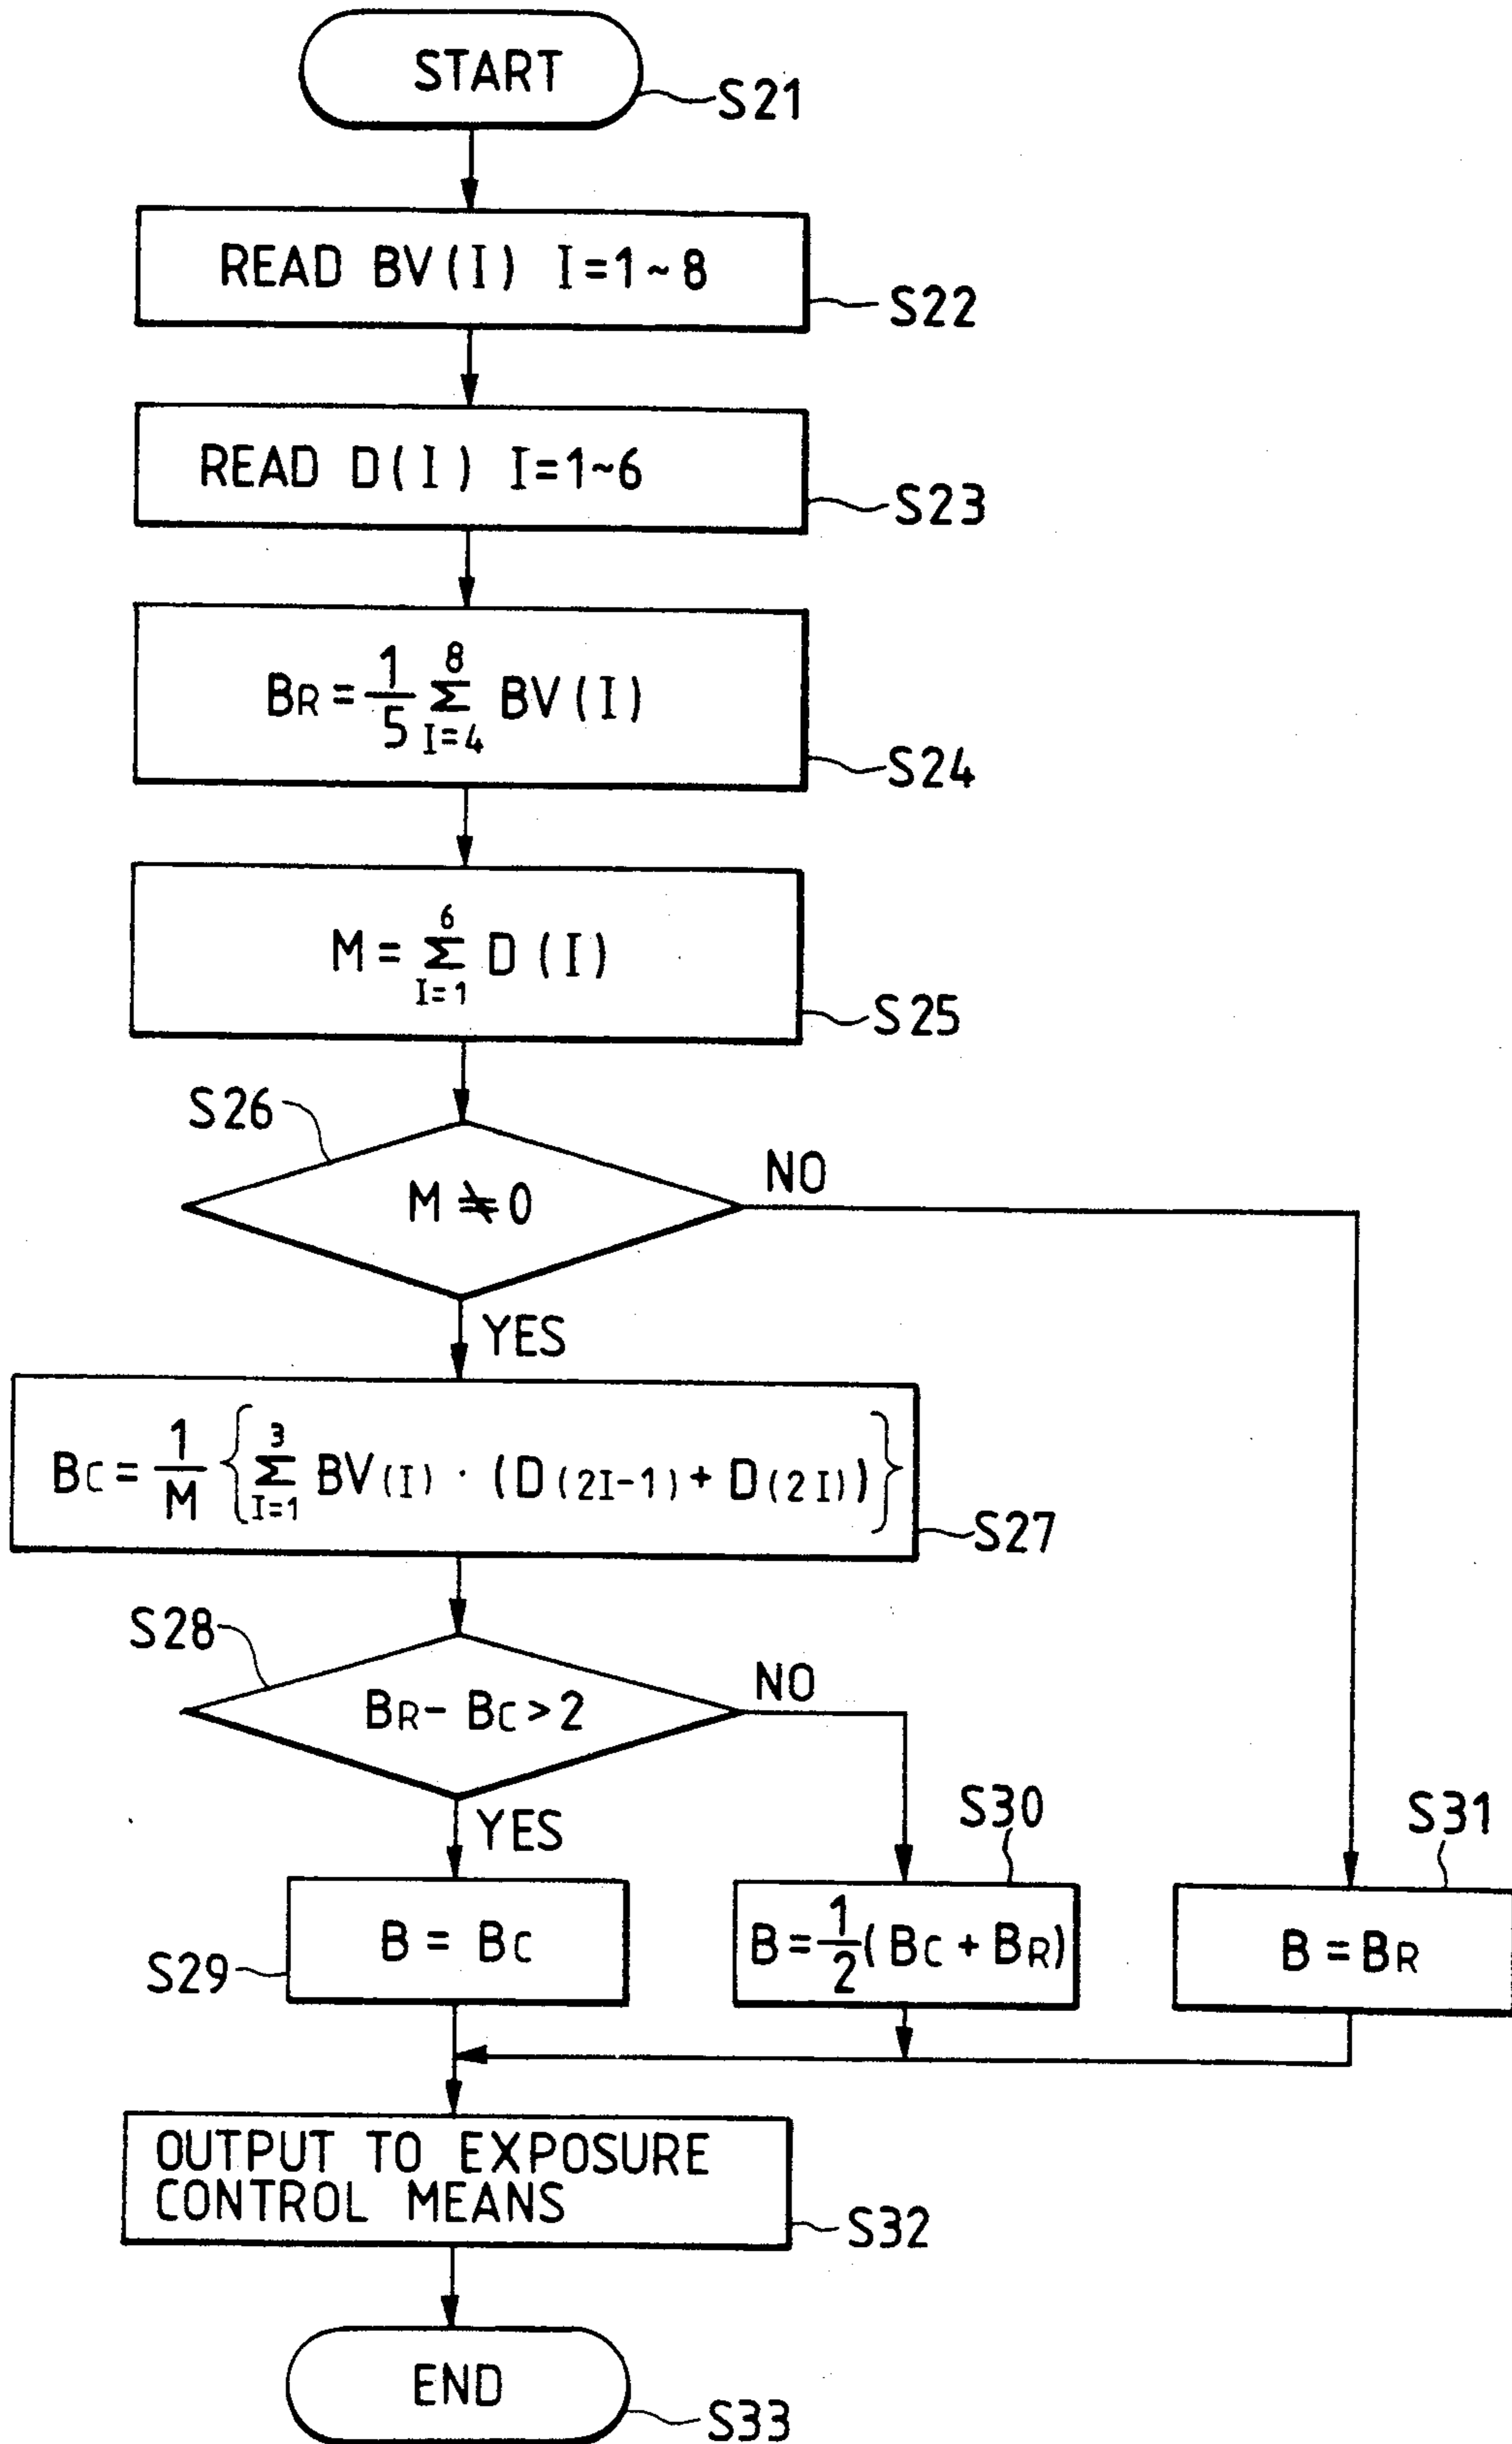 START
S21
READ BV(I) I=1~8
S22
READ D(I) I=1~6
S23
BR = 1/5 Σ(I=4 to 8) BV(I)
S24
M = Σ(I=1 to 6) D(I)
S25
S26
M ≠ 0
NO
YES
BC = 1/M { Σ(I=1 to 3) BV(I) · (D(2I-1) + D(2I)) }
S27
S28
BR - BC > 2
NO
YES
S30
S31
B = BC
S29
B = 1/2 (BC + BR)
B = BR
OUTPUT TO EXPOSURE
CONTROL MEANS
S32
END
S33